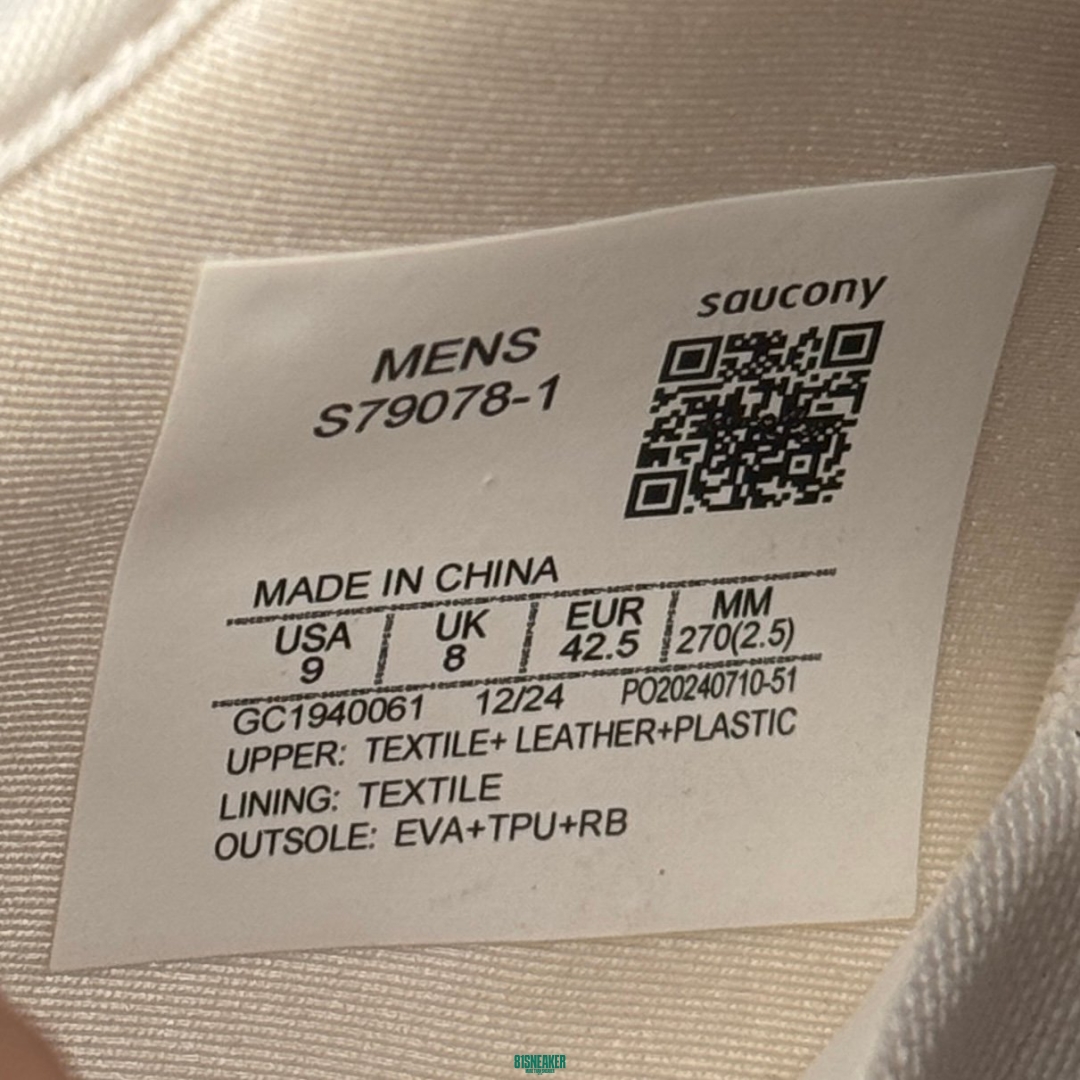 saucony
MENS
S79078-1
MADE IN CHINA
USA UK EUR MM
9 8 42.5 270(2.5)
GC1940061 12/24 PO20240710-51
UPPER: TEXTILE+ LEATHER+PLASTIC
LINING: TEXTILE
OUTSOLE: EVA+TPU+RB
81SNEAKER